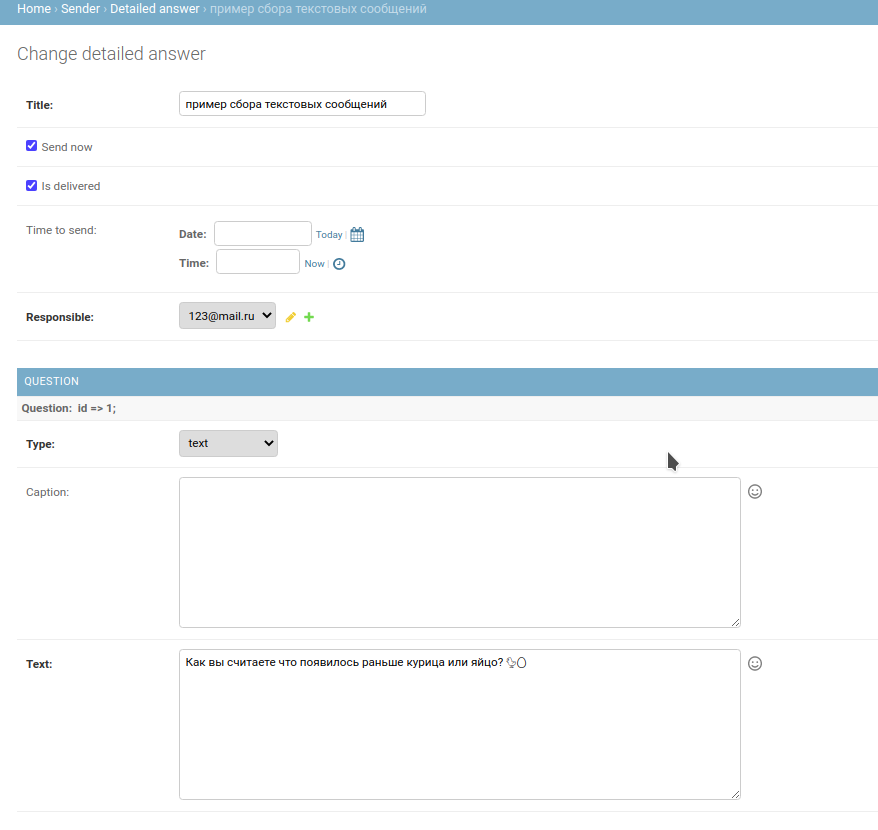 Home › Sender › Detailed answer › пример сбора текстовых сообщений
Change detailed answer
Title: пример сбора текстовых сообщений
Send now
Is delivered
Time to send: Date: Today |
Time: Now |
Responsible: 123@mail.ru
QUESTION
Question: id => 1;
Type: text
Caption:
Text: Как вы считаете что появилось раньше курица или яйцо? 🐓🥚